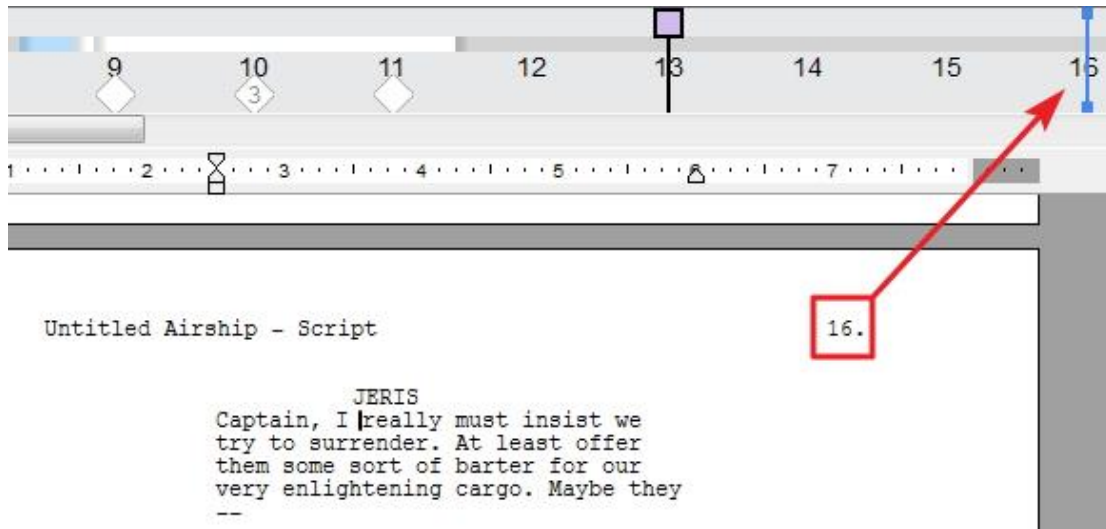 9 10 11 12 13 14 15 16
3
1 2 3 4 5 6 7
Untitled Airship - Script 16.
JERIS
Captain, I really must insist we
try to surrender. At least offer
them some sort of barter for our
very enlightening cargo. Maybe they
--